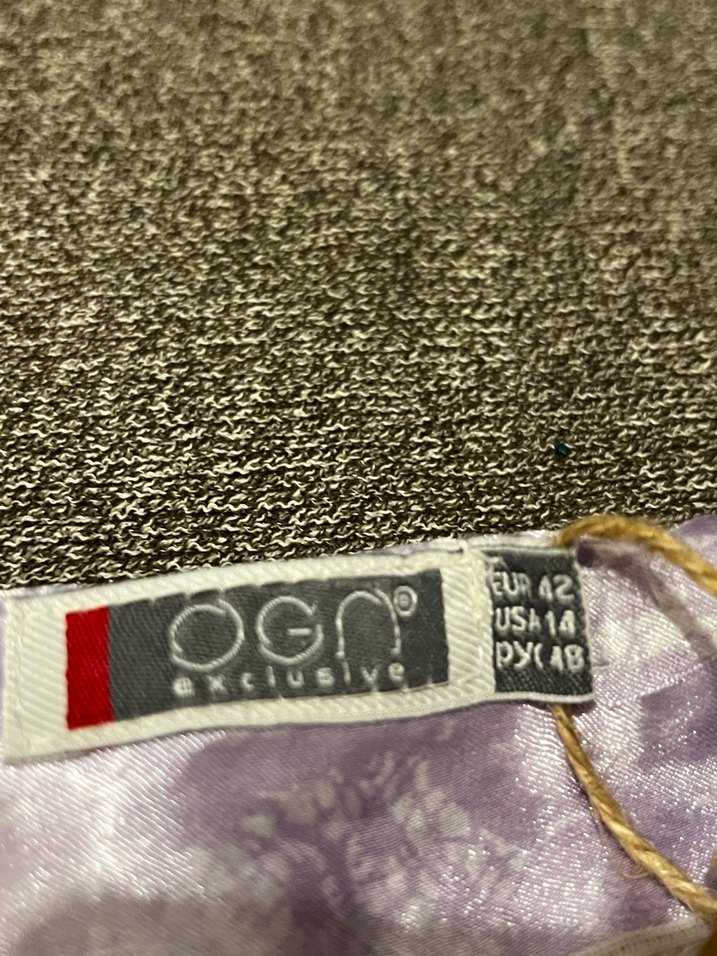 OGN®
exclusive
EUR 42
USA 14
РУС 48